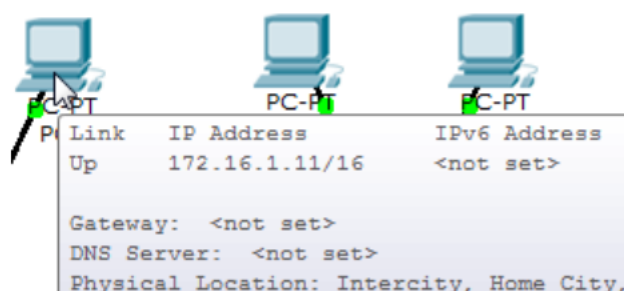 PC-PT PC-PT PC-PT
Link IP Address IPv6 Address
Up 172.16.1.11/16 <not set>
Gateway: <not set>
DNS Server: <not set>
Physical Location: Intercity, Home City,